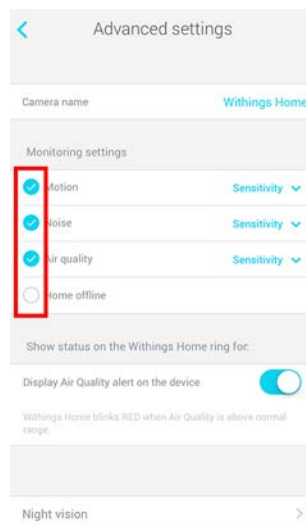 Advanced settings
Camera name Withings Home
Monitoring settings
Motion Sensitivity
Noise Sensitivity
Air quality Sensitivity
Home offline
Show status on the Withings Home ring for:
Display Air Quality alert on the device
Withings Home blinks RED when Air Quality is above normal
range.
Night vision